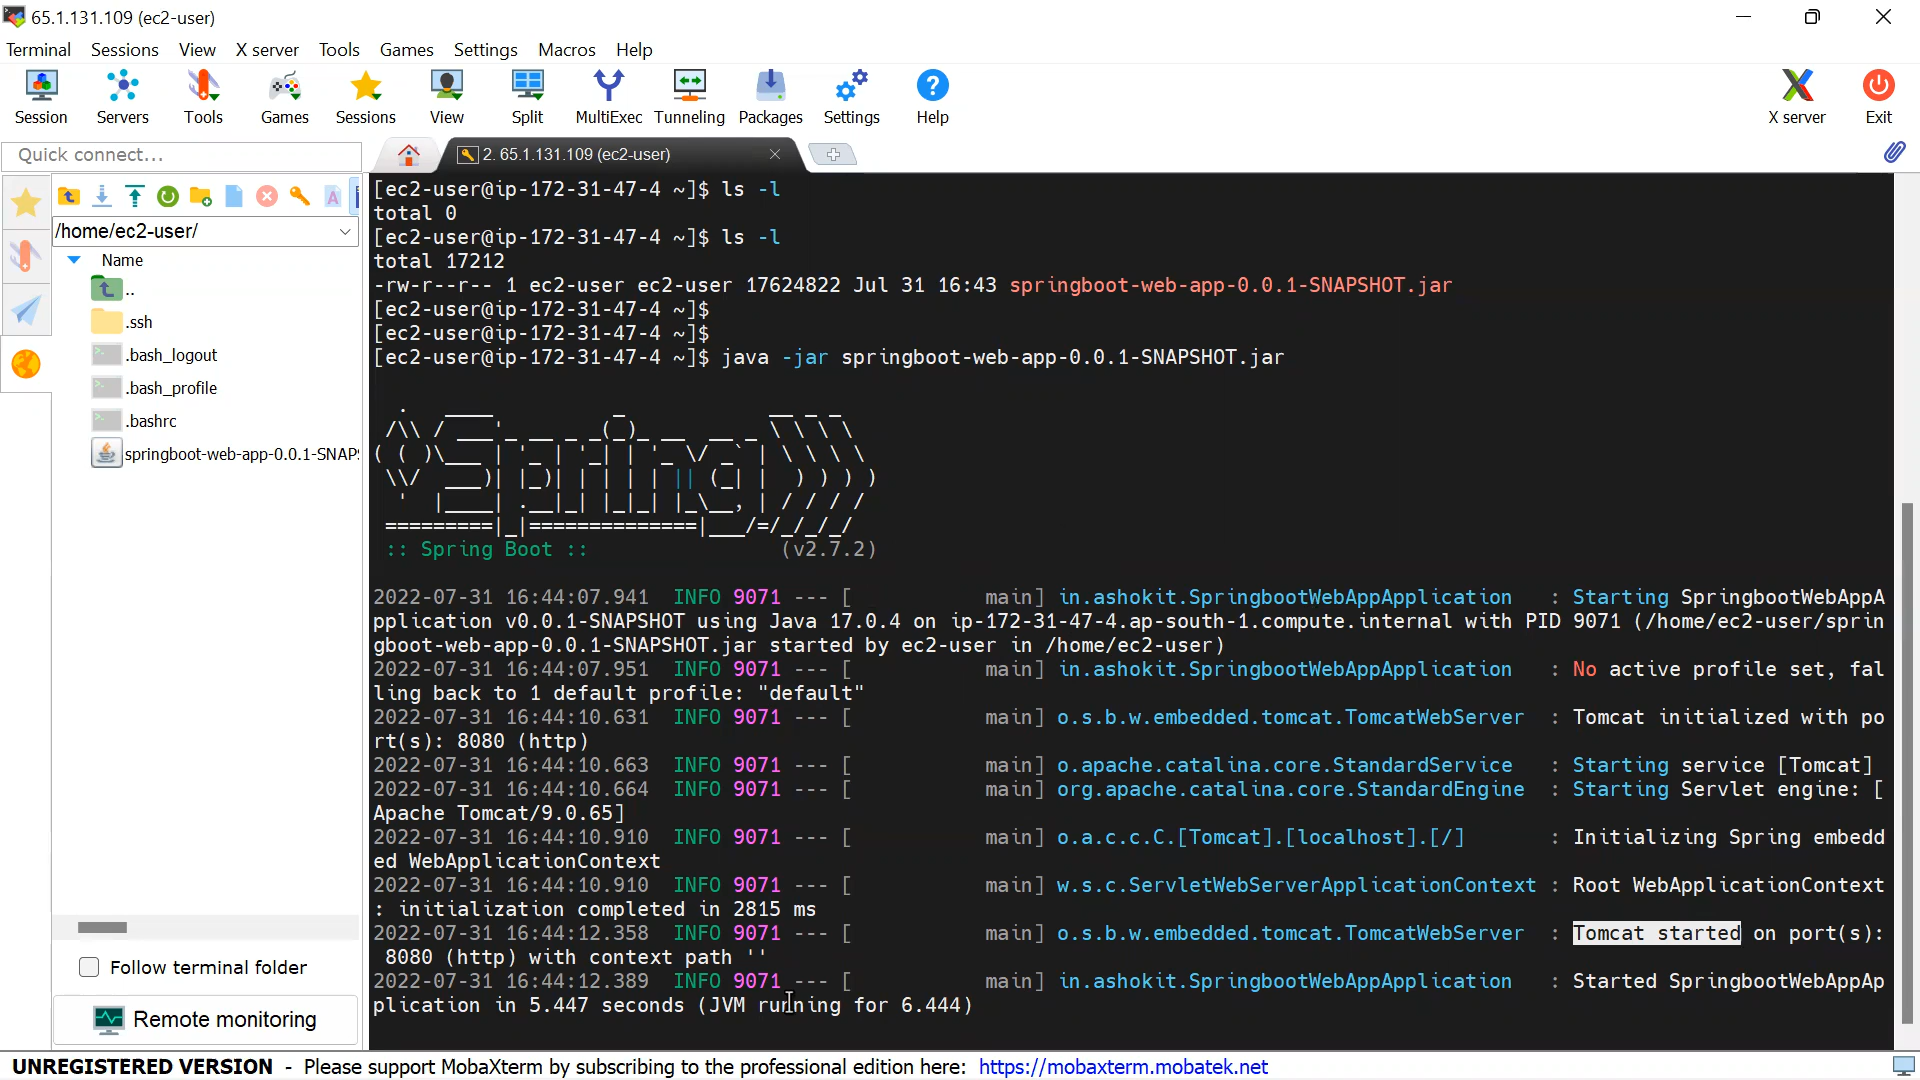 65.1.131.109 (ec2-user)
Terminal Sessions View X server Tools Games Settings Macros Help
Session Servers Tools Games Sessions View Split MultiExec Tunneling Packages Settings Help X server Exit
Quick connect...
2. 65.1.131.109 (ec2-user)
/home/ec2-user/
Name
..
.ssh
.bash_logout
.bash_profile
.bashrc
springboot-web-app-0.0.1-SNAPS
Follow terminal folder
Remote monitoring
[ec2-user@ip-172-31-47-4 ~]$ ls -l
total 0
[ec2-user@ip-172-31-47-4 ~]$ ls -l
total 17212
-rw-r--r-- 1 ec2-user ec2-user 17624822 Jul 31 16:43 springboot-web-app-0.0.1-SNAPSHOT.jar
[ec2-user@ip-172-31-47-4 ~]$
[ec2-user@ip-172-31-47-4 ~]$
[ec2-user@ip-172-31-47-4 ~]$ java -jar springboot-web-app-0.0.1-SNAPSHOT.jar
Spring
:: Spring Boot :: (v2.7.2)
2022-07-31 16:44:07.941 INFO 9071 --- [ main] in.ashokit.SpringbootWebAppApplication : Starting SpringbootWebAppA
pplication v0.0.1-SNAPSHOT using Java 17.0.4 on ip-172-31-47-4.ap-south-1.compute.internal with PID 9071 (/home/ec2-user/sprin
gboot-web-app-0.0.1-SNAPSHOT.jar started by ec2-user in /home/ec2-user)
2022-07-31 16:44:07.951 INFO 9071 --- [ main] in.ashokit.SpringbootWebAppApplication : No active profile set, fal
ling back to 1 default profile: "default"
2022-07-31 16:44:10.631 INFO 9071 --- [ main] o.s.b.w.embedded.tomcat.TomcatWebServer : Tomcat initialized with po
rt(s): 8080 (http)
2022-07-31 16:44:10.663 INFO 9071 --- [ main] o.apache.catalina.core.StandardService : Starting service [Tomcat]
2022-07-31 16:44:10.664 INFO 9071 --- [ main] org.apache.catalina.core.StandardEngine : Starting Servlet engine: [
Apache Tomcat/9.0.65]
2022-07-31 16:44:10.910 INFO 9071 --- [ main] o.a.c.c.C.[Tomcat].[localhost].[/] : Initializing Spring embedd
ed WebApplicationContext
2022-07-31 16:44:10.910 INFO 9071 --- [ main] w.s.c.ServletWebServerApplicationContext : Root WebApplicationContext
: initialization completed in 2815 ms
2022-07-31 16:44:12.358 INFO 9071 --- [ main] o.s.b.w.embedded.tomcat.TomcatWebServer : Tomcat started on port(s):
8080 (http) with context path ''
2022-07-31 16:44:12.389 INFO 9071 --- [ main] in.ashokit.SpringbootWebAppApplication : Started SpringbootWebAppAp
plication in 5.447 seconds (JVM running for 6.444)
UNREGISTERED VERSION - Please support MobaXterm by subscribing to the professional edition here: https://mobaxterm.mobatek.net